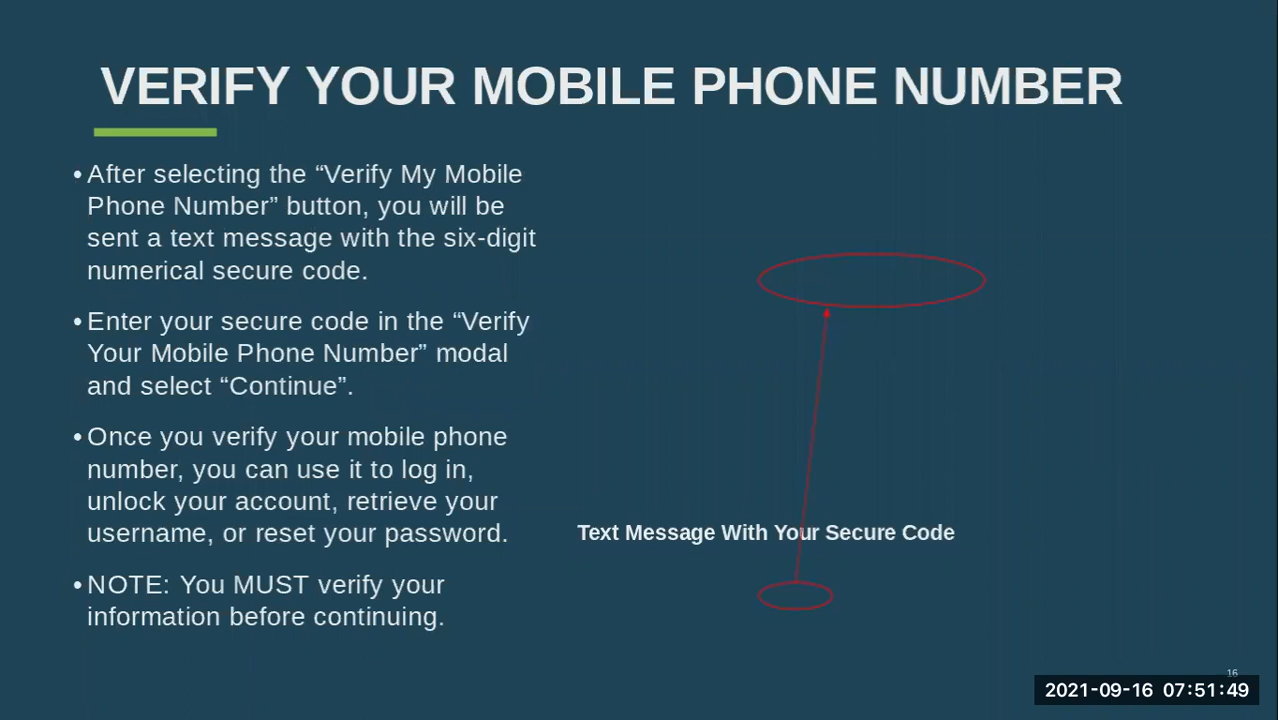 VERIFY YOUR MOBILE PHONE NUMBER
• After selecting the “Verify My Mobile
Phone Number” button, you will be
sent a text message with the six-digit
numerical secure code.
• Enter your secure code in the “Verify
Your Mobile Phone Number” modal
and select “Continue”.
• Once you verify your mobile phone
number, you can use it to log in,
unlock your account, retrieve your
username, or reset your password.
• NOTE: You MUST verify your
information before continuing.
Text Message With Your Secure Code
16
2021-09-16 07:51:49